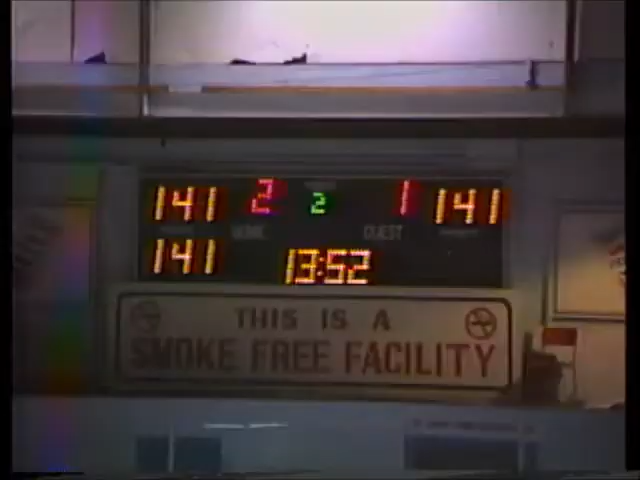 141 2 2 1 141
HOME GUEST
141 13:52
THIS IS A
SMOKE FREE FACILITY